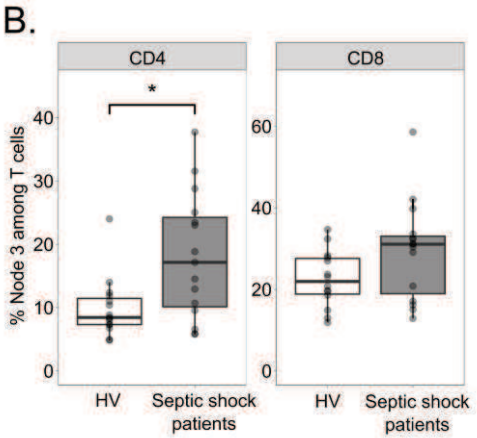 B.
CD4
CD8
*
% Node 3 among T cells
40
30
20
10
0
60
40
20
0
HV
Septic shock
patients
HV
Septic shock
patients